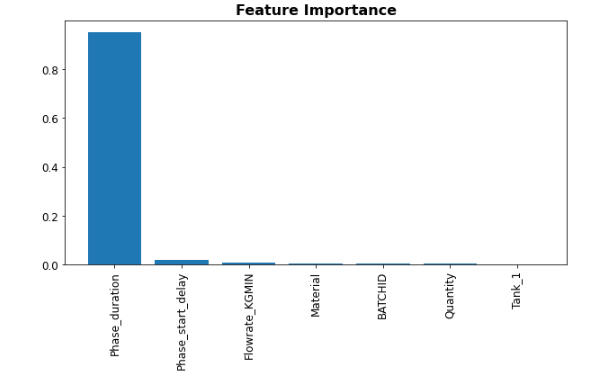 Feature Importance
0.8
0.6
0.4
0.2
0.0
Phase_duration
Phase_start_delay
Flowrate_KGMIN
Material
BATCHID
Quantity
Tank_1